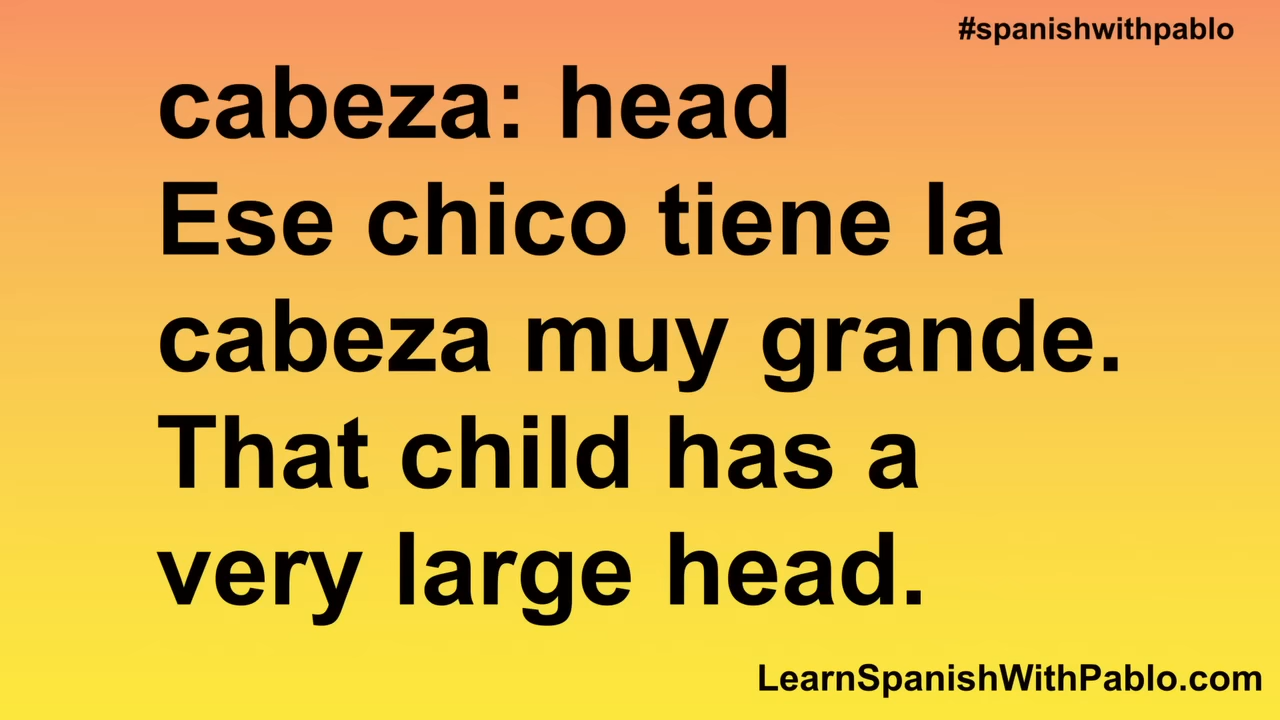 #spanishwithpablo
cabeza: head
Ese chico tiene la
cabeza muy grande.
That child has a
very large head.
LearnSpanishWithPablo.com